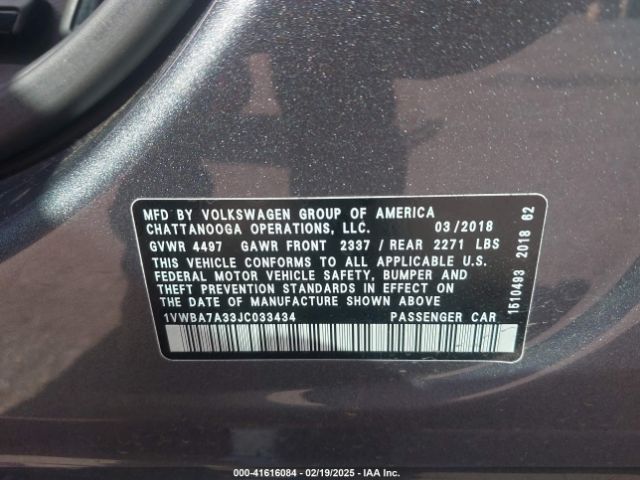 MFD BY VOLKSWAGEN GROUP OF AMERICA
CHATTANOOGA OPERATIONS, LLC. 03/2018
GVWR 4497 GAWR FRONT 2337 / REAR 2271 LBS
THIS VEHICLE CONFORMS TO ALL APPLICABLE U.S.
FEDERAL MOTOR VEHICLE SAFETY, BUMPER AND
THEFT PREVENTION STANDARDS IN EFFECT ON
THE DATE OF MANUFACTURE SHOWN ABOVE
1VWBA7A33JC033434 PASSENGER CAR
1510493 2018 62
000-41616084 - 02/19/2025 - IAA Inc.